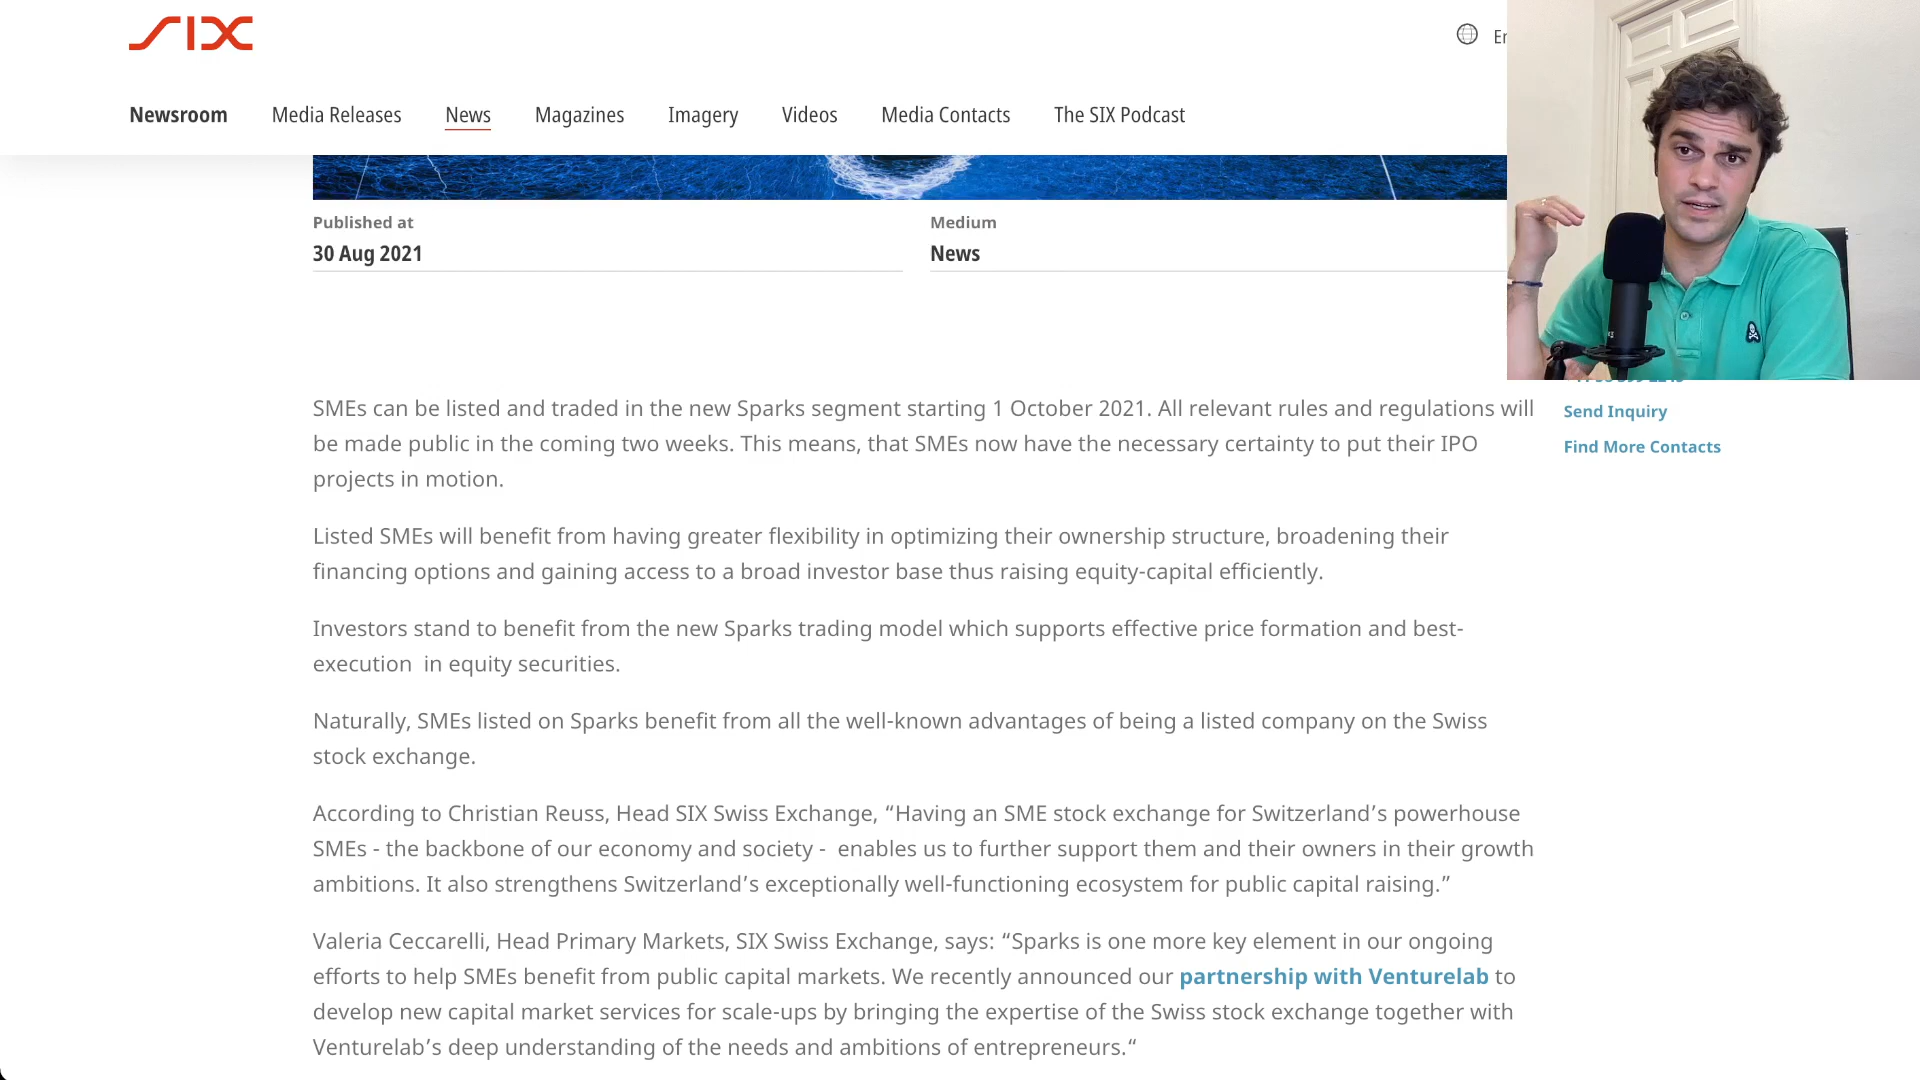 SIX
Newsroom Media Releases News Magazines Imagery Videos Media Contacts The SIX Podcast
Published at
30 Aug 2021
Medium
News
SMEs can be listed and traded in the new Sparks segment starting 1 October 2021. All relevant rules and regulations will
be made public in the coming two weeks. This means, that SMEs now have the necessary certainty to put their IPO
projects in motion.
Listed SMEs will benefit from having greater flexibility in optimizing their ownership structure, broadening their
financing options and gaining access to a broad investor base thus raising equity-capital efficiently.
Investors stand to benefit from the new Sparks trading model which supports effective price formation and best-
execution  in equity securities.
Naturally, SMEs listed on Sparks benefit from all the well-known advantages of being a listed company on the Swiss
stock exchange.
According to Christian Reuss, Head SIX Swiss Exchange, “Having an SME stock exchange for Switzerland’s powerhouse
SMEs - the backbone of our economy and society -  enables us to further support them and their owners in their growth
ambitions. It also strengthens Switzerland’s exceptionally well-functioning ecosystem for public capital raising.”
Valeria Ceccarelli, Head Primary Markets, SIX Swiss Exchange, says: “Sparks is one more key element in our ongoing
efforts to help SMEs benefit from public capital markets. We recently announced our partnership with Venturelab to
develop new capital market services for scale-ups by bringing the expertise of the Swiss stock exchange together with
Venturelab’s deep understanding of the needs and ambitions of entrepreneurs.“
Send Inquiry
Find More Contacts